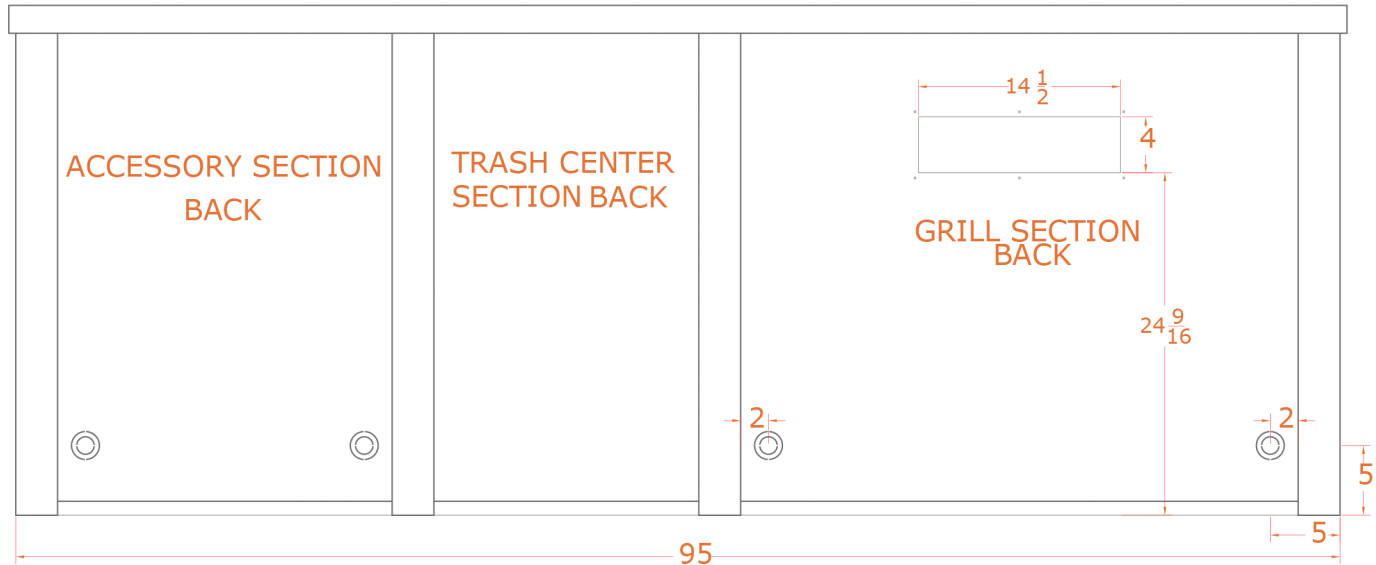 14 1/2
4
ACCESSORY SECTION
BACK
TRASH CENTER
SECTION BACK
GRILL SECTION
BACK
24 9/16
2
2
5
5
95